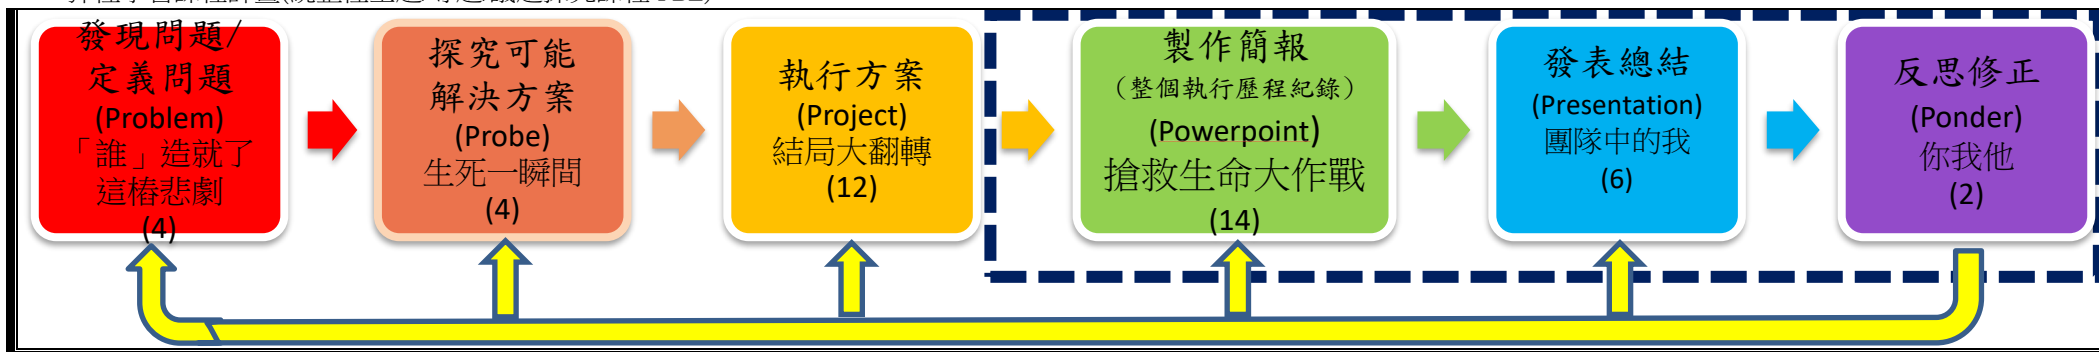 發現問題/
定義問題
(Problem)
「誰」造就了
這樁悲劇
(4)
探究可能
解決方案
(Probe)
生死一瞬間
(4)
執行方案
(Project)
結局大翻轉
(12)
製作簡報
（整個執行歷程紀錄）
(Powerpoint)
搶救生命大作戰
(14)
發表總結
(Presentation)
團隊中的我
(6)
反思修正
(Ponder)
你我他
(2)